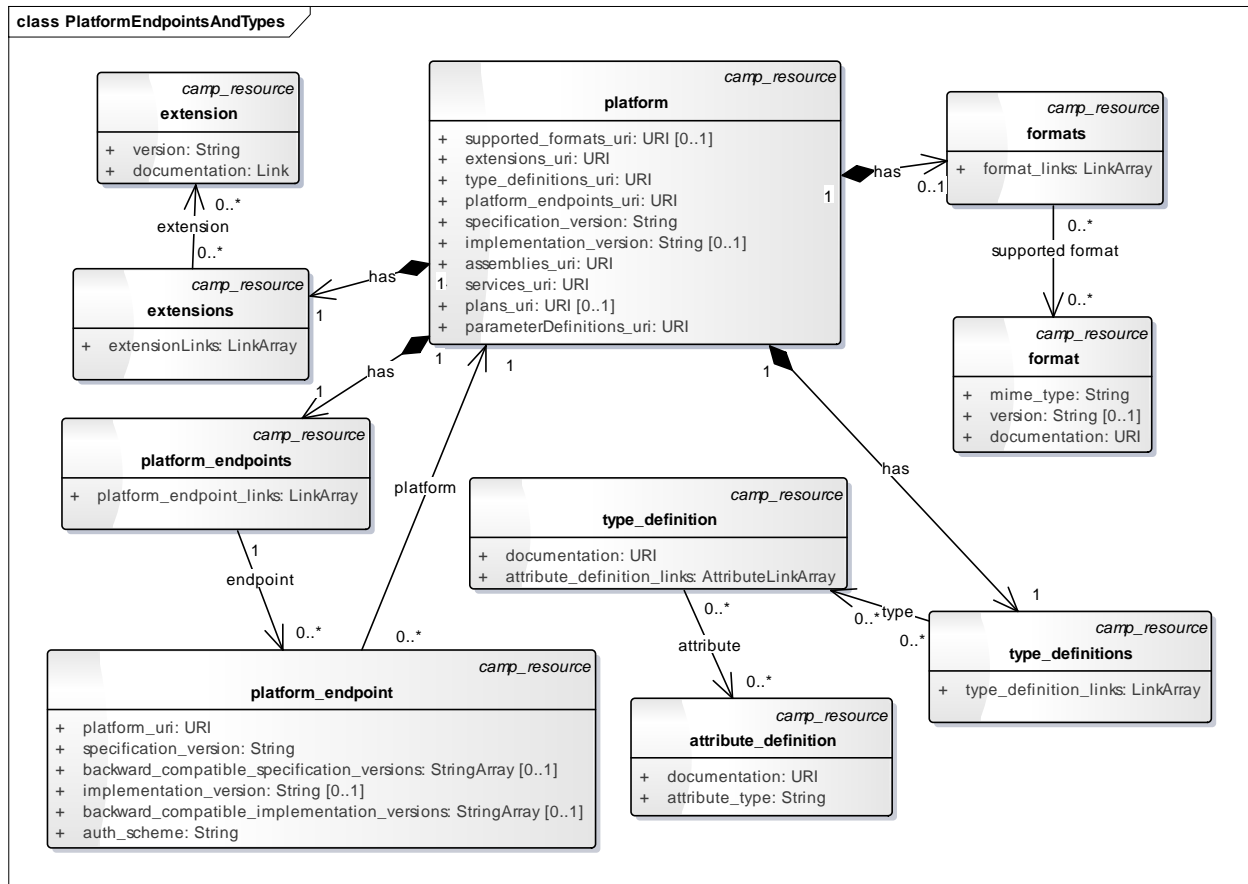 class PlatformEndpointsAndTypes
camp_resource
extension
+ version: String
+ documentation: Link
0..*
extension
0..*
camp_resource
extensions
+ extensionLinks: LinkArray
has
1
1
camp_resource
platform
+ supported_formats_uri: URI [0..1]
+ extensions_uri: URI
+ type_definitions_uri: URI
+ platform_endpoints_uri: URI
+ specification_version: String
+ implementation_version: String [0..1]
+ assemblies_uri: URI
+ services_uri: URI
+ plans_uri: URI [0..1]
+ parameterDefinitions_uri: URI
1
has
0..1
camp_resource
formats
+ format_links: LinkArray
0..*
supported format
0..*
camp_resource
format
+ mime_type: String
+ version: String [0..1]
+ documentation: URI
1
has
1
camp_resource
platform_endpoints
+ platform_endpoint_links: LinkArray
1
endpoint
0..*
1
platform
0..*
camp_resource
platform_endpoint
+ platform_uri: URI
+ specification_version: String
+ backward_compatible_specification_versions: StringArray [0..1]
+ implementation_version: String [0..1]
+ backward_compatible_implementation_versions: StringArray [0..1]
+ auth_scheme: String
1
has
1
camp_resource
type_definition
+ documentation: URI
+ attribute_definition_links: AttributeLinkArray
0..*
type
0..*
camp_resource
type_definitions
+ type_definition_links: LinkArray
0..*
attribute
0..*
camp_resource
attribute_definition
+ documentation: URI
+ attribute_type: String